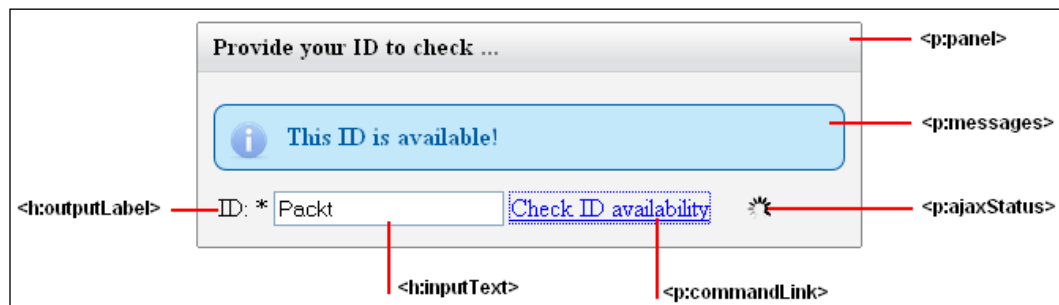 Provide your ID to check ...
<p:panel>
This ID is available!
<p:messages>
<h:outputLabel>
ID: * Packt Check ID availability
<p:ajaxStatus>
<h:inputText>
<p:commandLink>